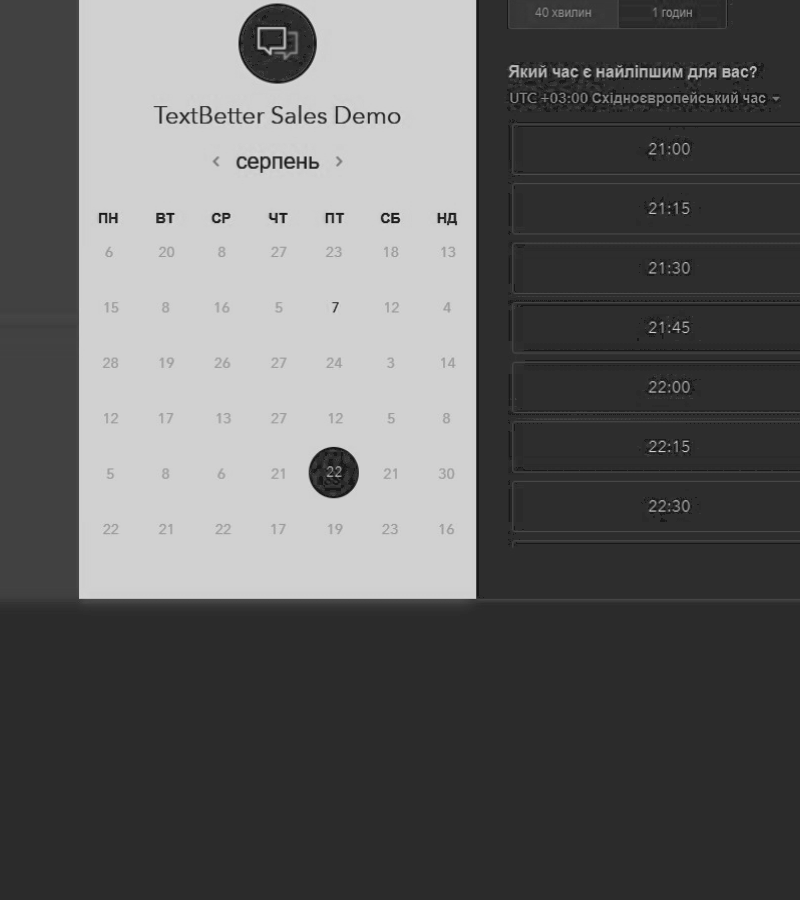 TextBetter Sales Demo
серпень
ПН ВТ СР ЧТ ПТ СБ НД
6 20 8 27 23 18 13
15 8 16 5 7 12 4
28 19 26 27 24 3 14
12 17 13 27 12 5 8
5 8 6 21 22 21 30
22 21 22 17 19 23 16
40 хвилин 1 годин
Який час є найліпшим для вас?
UTC +03:00 Східноєвропейський час
21:00
21:15
21:30
21:45
22:00
22:15
22:30